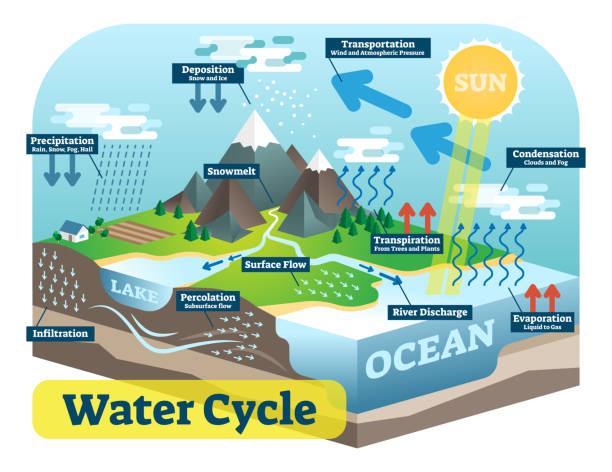 Transportation
Wind and Atmospheric Pressure
Deposition
Snow and Ice
SUN
Precipitation
Rain, Snow, Fog, Hail
Condensation
Clouds and Fog
Snowmelt
Transpiration
From Trees and Plants
Surface Flow
LAKE
Percolation
Subsurface flow
River Discharge
Evaporation
Liquid to Gas
Infiltration
OCEAN
Water Cycle